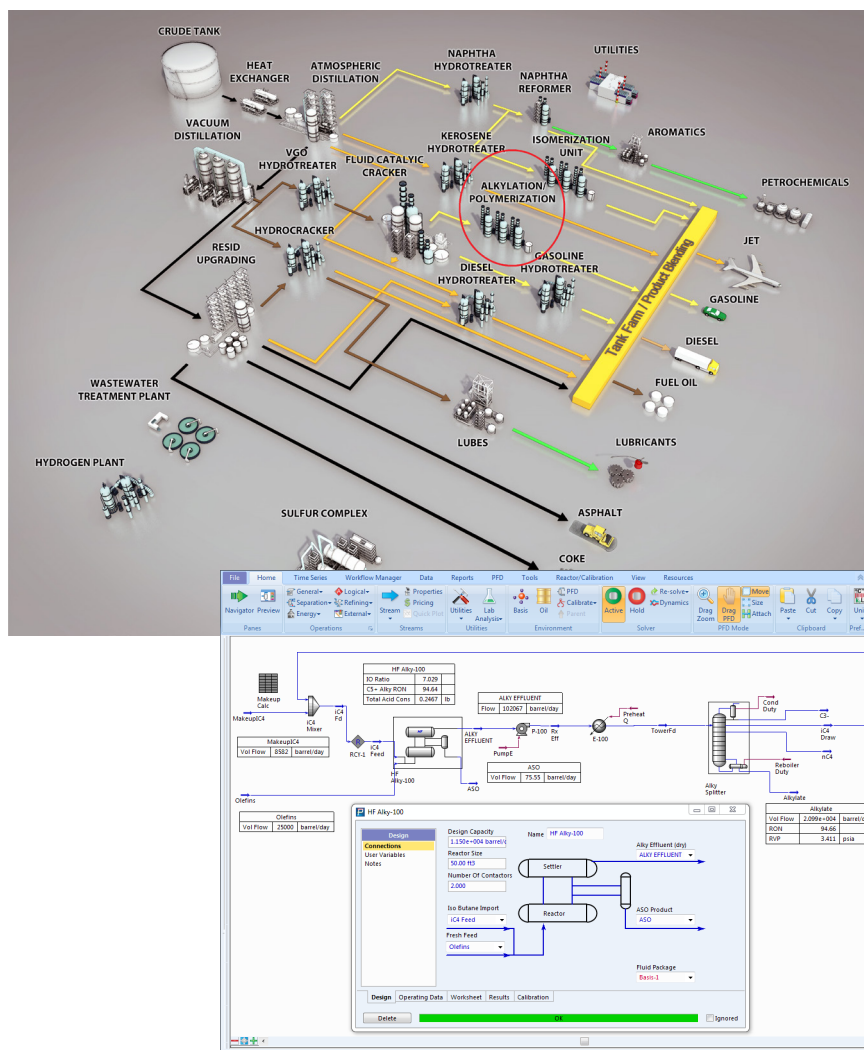 CRUDE TANK
HEAT
EXCHANGER
ATMOSPHERIC
DISTILLATION
NAPHTHA
HYDROTREATER
UTILITIES
NAPHTHA
REFORMER
VACUUM
DISTILLATION
VGO
HYDROTREATER
FLUID CATALYIC
CRACKER
KEROSENE
HYDROTREATER
ISOMERIZATION
UNIT
AROMATICS
ALKYLATION/
POLYMERIZATION
PETROCHEMICALS
HYDROCRACKER
RESID
UPGRADING
DIESEL
HYDROTREATER
GASOLINE
HYDROTREATER
Tank Farm / Product Blending
JET
GASOLINE
DIESEL
FUEL OIL
WASTEWATER
TREATMENT PLANT
LUBES
LUBRICANTS
HYDROGEN PLANT
SULFUR COMPLEX
ASPHALT
COKE
File Home Time Series Workflow Manager Data Reports PFD Tools Reactor/Calibration View Resources
General Logical Properties PFD Re-solve Move
Separation Refining Pricing Calibrate Dynamics Size
Energy External Quick Plot Parent Attach
Navigator Preview Stream Utilities Lab Analysis Basis Oil Active Hold Drag Zoom Drag PFD Paste Cut Copy
Panes Operations Streams Utilities Environment Solver PFD Mode Clipboard
HF Alky-100
IO Ratio 7.029
C5+ Alky RON 94.64
Total Acid Cons 0.2467 lb
Makeup
Calc
MakeupIC4
iC4
Mixer
iC4
Fd
MakeupIC4
Vol Flow 8582 barrel/day
RCY-1
iC4
Feed
HF
Alky-100
ALKY
EFFLUENT
ASO
ALKY EFFLUENT
Flow 102067 barrel/day
PumpE
P-100
Rx
Eff
Preheat
Q
E-100
TowerFd
ASO
Vol Flow 75.55 barrel/day
Cond
Duty
C3-
iC4
Draw
nC4
Reboiler
Duty
Alky
Splitter
Alkylate
Alkylate
Vol Flow 2.099e+004
RON 94.66
RVP 3.411 psia
Olefins
Olefins
Vol Flow 25000 barrel/day
HF Alky-100
Design
Connections
User Variables
Notes
Design Capacity
1.150e+004
Reactor Size
50.00 ft3
Number Of Contactors
2.000
Name HF Alky-100
Settler
Reactor
Alky Effluent (dry)
ALKY EFFLUENT
Iso Butane Import
iC4 Feed
Fresh Feed
Olefins
ASO Product
ASO
Fluid Package
Basis-1
Design Operating Data Worksheet Results Calibration
Delete OK Ignored